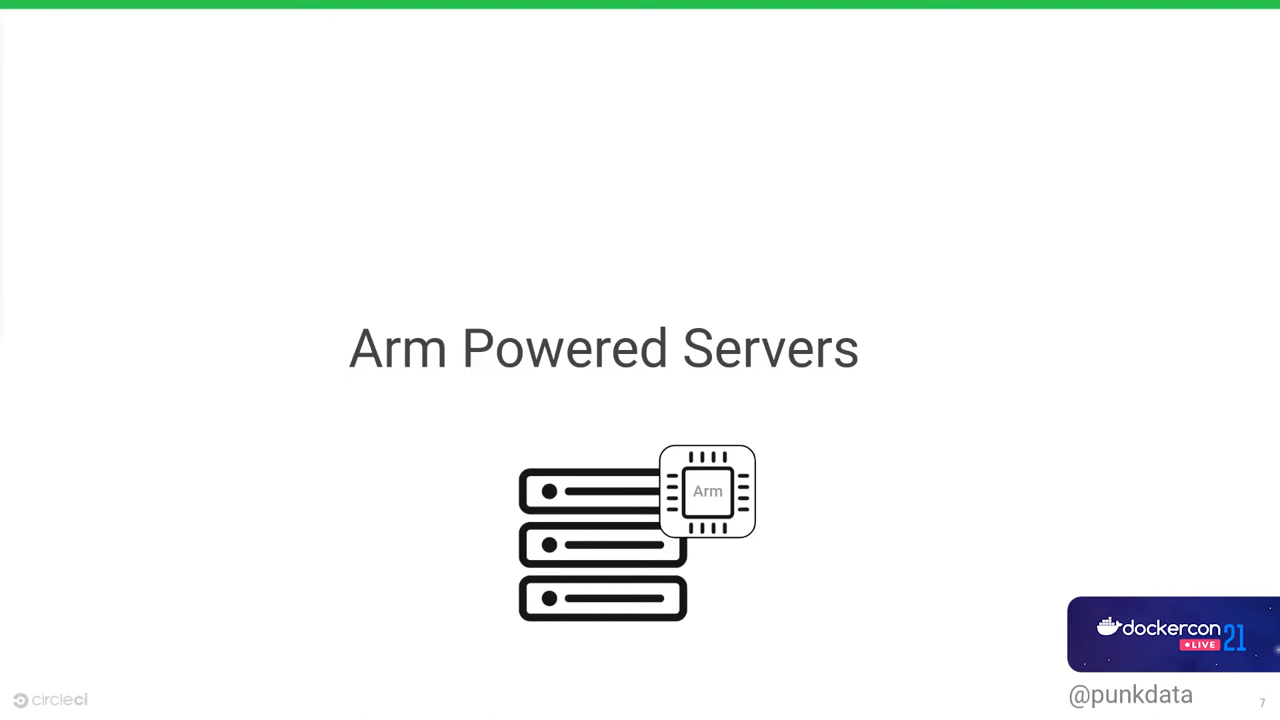 Arm Powered Servers
Arm
dockercon
LIVE 21
circleci
@punkdata
7